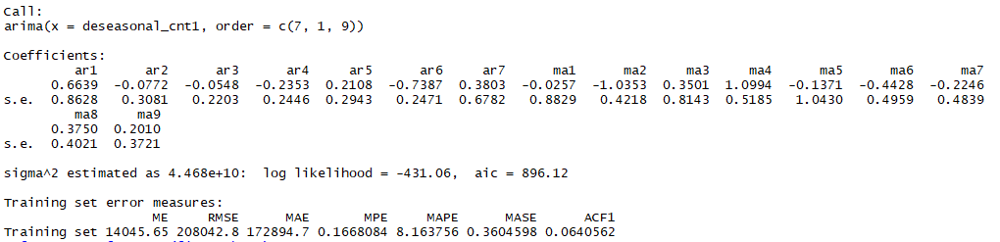 Call:
arima(x = deseasonal_cnt1, order = c(7, 1, 9))
Coefficients:
ar1 ar2 ar3 ar4 ar5 ar6 ar7 ma1 ma2 ma3 ma4 ma5 ma6 ma7
0.6639 -0.0772 -0.0548 -0.2353 0.2108 -0.7387 0.3803 -0.0257 -1.0353 0.3501 1.0994 -0.1371 -0.4428 -0.2246
s.e. 0.8628 0.3081 0.2203 0.2446 0.2943 0.2471 0.6782 0.8829 0.4218 0.8143 0.5185 1.0430 0.4959 0.4839
ma8 ma9
0.3750 0.2010
s.e. 0.4021 0.3721
sigma^2 estimated as 4.468e+10: log likelihood = -431.06, aic = 896.12
Training set error measures:
ME RMSE MAE MPE MAPE MASE ACF1
Training set 14045.65 208042.8 172894.7 0.1668084 8.163756 0.3604598 0.0640562